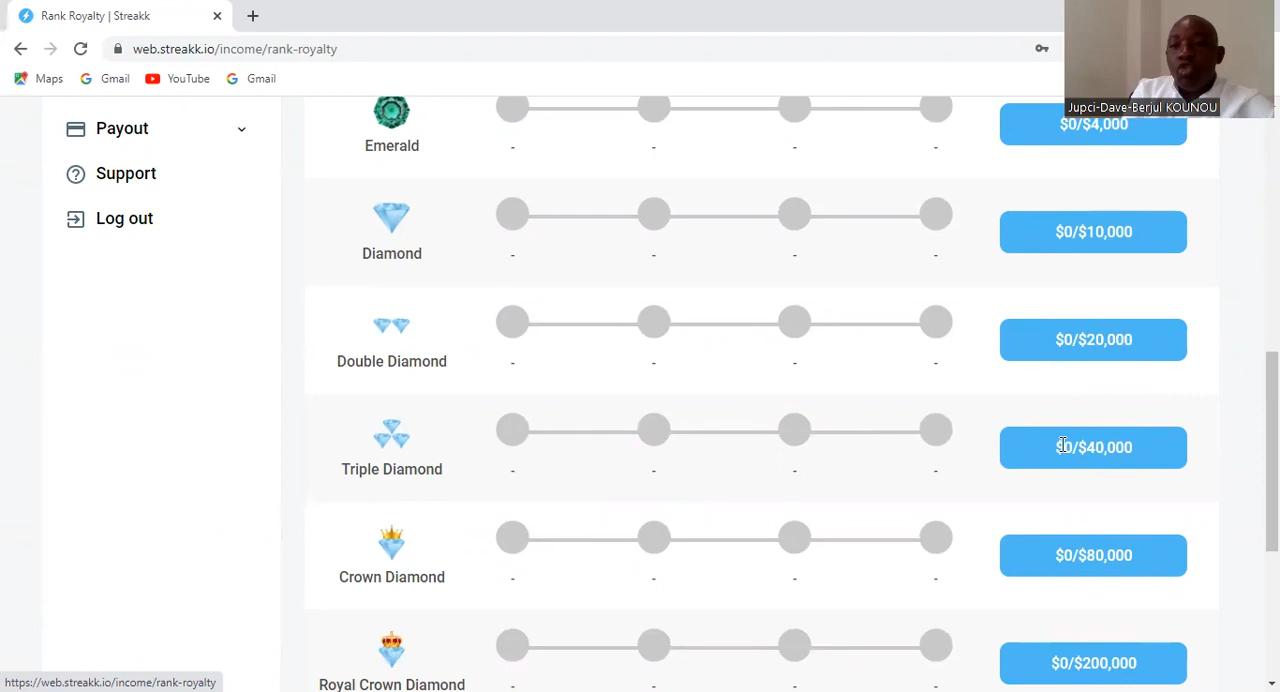 Rank Royalty | Streakk
web.streakk.io/income/rank-royalty
Maps
Gmail
YouTube
Gmail
Jupci-Dave-Berjul KOUNOU
Payout
Support
Log out
Emerald
-
-
-
-
$0/$4,000
Diamond
-
-
-
-
$0/$10,000
Double Diamond
-
-
-
-
$0/$20,000
Triple Diamond
-
-
-
-
$0/$40,000
Crown Diamond
-
-
-
-
$0/$80,000
Royal Crown Diamond
-
-
-
-
$0/$200,000
https://web.streakk.io/income/rank-royalty